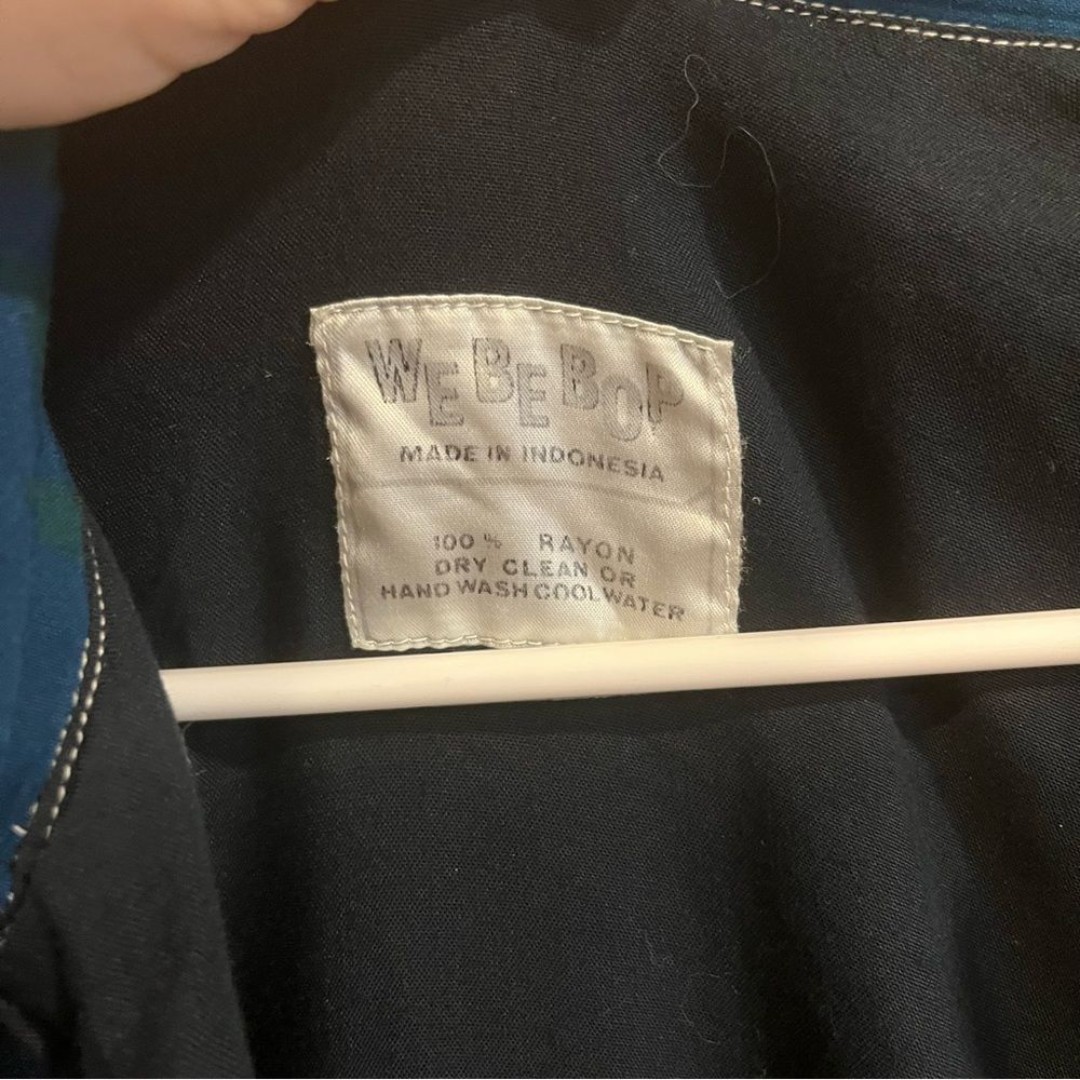 WE BE BOP
MADE IN INDONESIA
100% RAYON
DRY CLEAN OR
HAND WASH COOL WATER